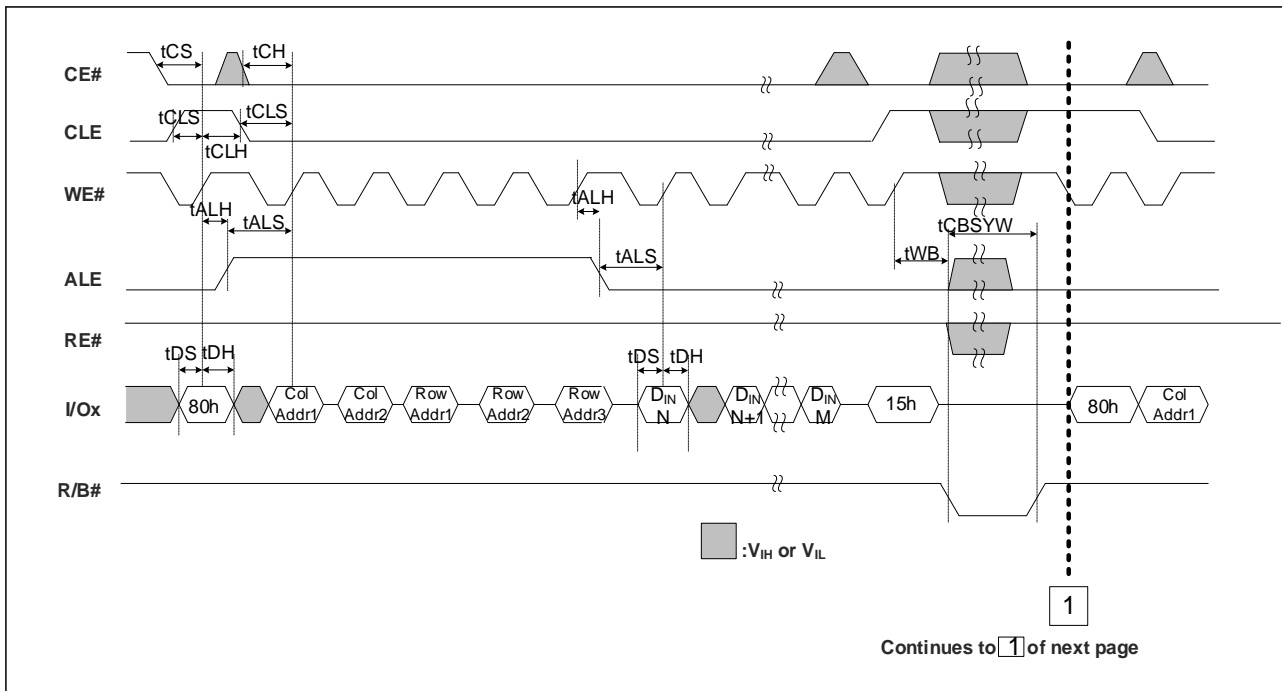 CE# tCS tCH
CLE tCLS tCLS
tCLH
WE#
tALH tALS tALH tCBSYW
ALE tALS tWB
RE#
tDS tDH tDS tDH
I/Ox 80h Col Addr1 Col Addr2 Row Addr1 Row Addr2 Row Addr3 DIN N DIN N+1 DIN M 15h 80h Col Addr1
R/B#
:VIH or VIL
1
Continues to 1 of next page